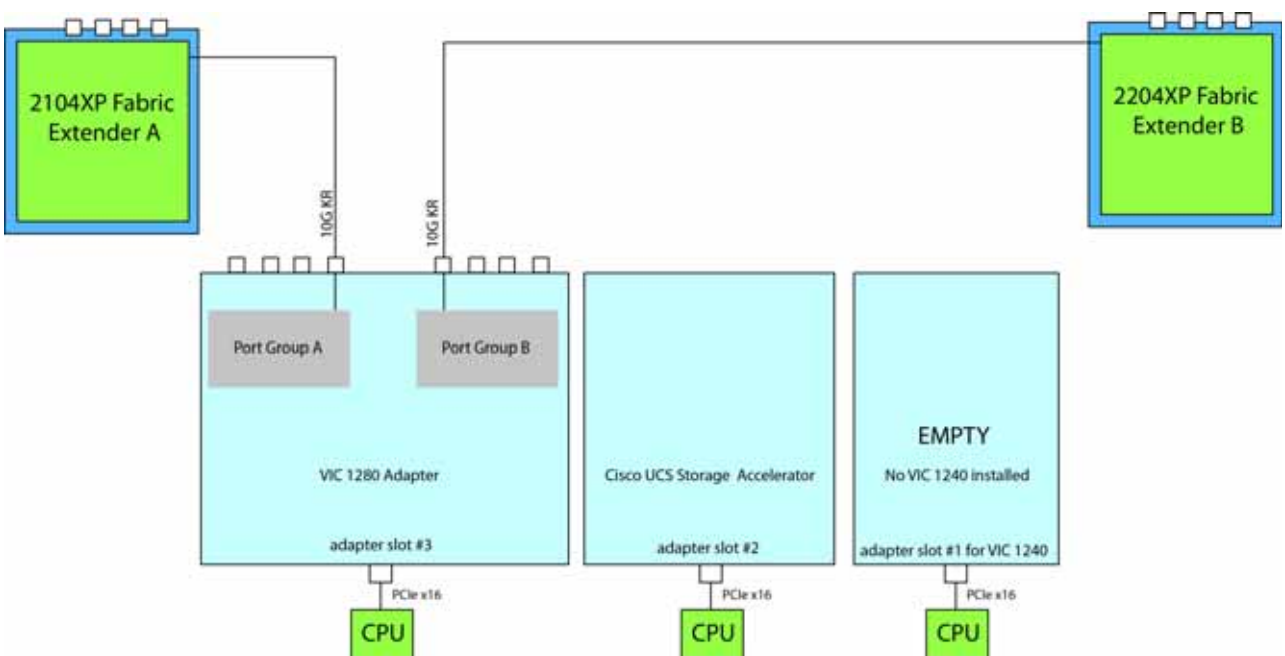 2104XP Fabric
Extender A
2204XP Fabric
Extender B
10G KR
10G KR
Port Group A
Port Group B
EMPTY
VIC 1280 Adapter
Cisco UCS Storage Accelerator
No VIC 1240 installed
adapter slot #3
adapter slot #2
adapter slot #1 for VIC 1240
PCIe x16
PCIe x16
PCIe x16
CPU
CPU
CPU